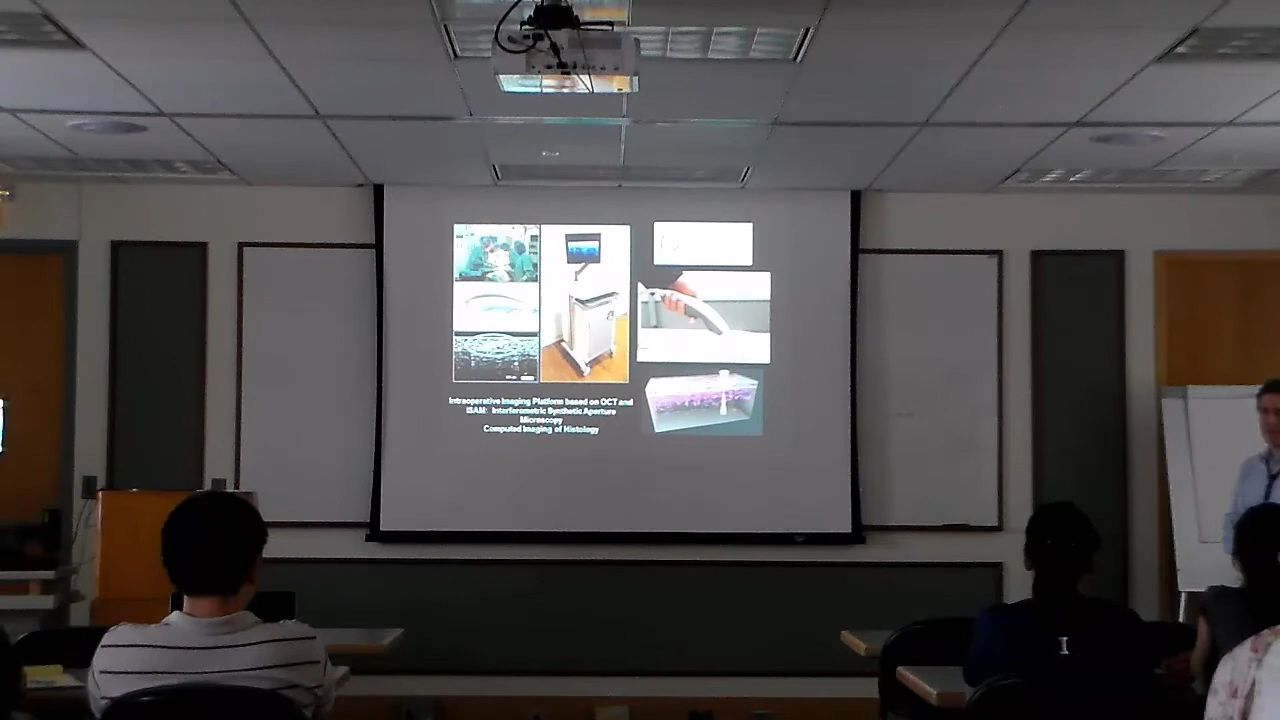 Intraoperative Imaging Platform based on OCT and
ISAM: Interferometric Synthetic Aperture
Microscopy
Computed Imaging of Histology
I